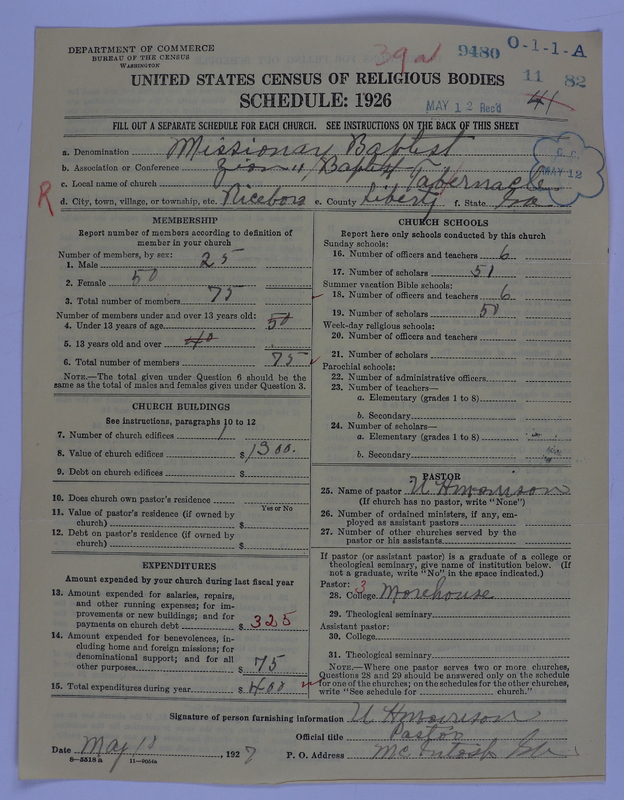 DEPARTMENT OF COMMERCE
BUREAU OF THE CENSUS
WASHINGTON
39a
9480
O-1-1-A
UNITED STATES CENSUS OF RELIGIOUS BODIES
11 82
SCHEDULE: 1926
MAY 12 Rec'd
41
FILL OUT A SEPARATE SCHEDULE FOR EACH CHURCH. SEE INSTRUCTIONS ON THE BACK OF THIS SHEET
a. Denomination Missionary Baptist
b. Association or Conference Zion Baptist
c. Local name of church Tabernacle
MAY 12
R
d. City, town, village, or township, etc. Riceboro e. County Liberty f. State Ga
MEMBERSHIP
Report number of members according to definition of
member in your church
Number of members, by sex:
1. Male 25
2. Female 50
3. Total number of members 75
Number of members under and over 13 years old:
4. Under 13 years of age 50
5. 13 years old and over 40
6. Total number of members 75
NOTE.—The total given under Question 6 should be
same as the total of males and females given under Question 3.
CHURCH BUILDINGS
See instructions, paragraphs 10 to 12
7. Number of church edifices 1
8. Value of church edifices $1300.
9. Debt on church edifices $
10. Does church own pastor's residence
Yes or No
11. Value of pastor's residence (if owned by
church) $
12. Debt on pastor's residence (if owned by
church) $
EXPENDITURES
Amount expended by your church during last fiscal year
13. Amount expended for salaries, repairs,
and other running expenses; for im-
provements or new buildings; and for
payments on church debt $325
14. Amount expended for benevolences, in-
cluding home and foreign missions; for
denominational support; and for all
other purposes $75
15. Total expenditures during year $400
CHURCH SCHOOLS
Report here only schools conducted by this church
Sunday schools:
16. Number of officers and teachers 6
17. Number of scholars 51
Summer vacation Bible schools:
18. Number of officers and teachers 6
19. Number of scholars 50
Week-day religious schools:
20. Number of officers and teachers
21. Number of scholars
Parochial schools:
22. Number of administrative officers
23. Number of teachers—
a. Elementary (grades 1 to 8)
b. Secondary
24. Number of scholars—
a. Elementary (grades 1 to 8)
b. Secondary
PASTOR
25. Name of pastor U H Morrison
(If church has no pastor, write "None")
26. Number of ordained ministers, if any, em-
ployed as assistant pastors
27. Number of other churches served by the
pastor or his assistants
If pastor (or assistant pastor) is a graduate of a college or
theological seminary, give name of institution below. (If
not a graduate, write "No" in the space indicated.)
Pastor: 3
28. College Morehouse
29. Theological seminary
Assistant pastor:
30. College
31. Theological seminary
NOTE.—Where one pastor serves two or more churches,
Questions 28 and 29 should be answered only on the schedule
for one of the churches; on the schedules for the other churches,
write "See schedule for church."
Signature of person furnishing information U H Morrison
Official title Pastor
Date May 10, 1927
P. O. Address McIntosh Ga.
8—5518a 11—9054a